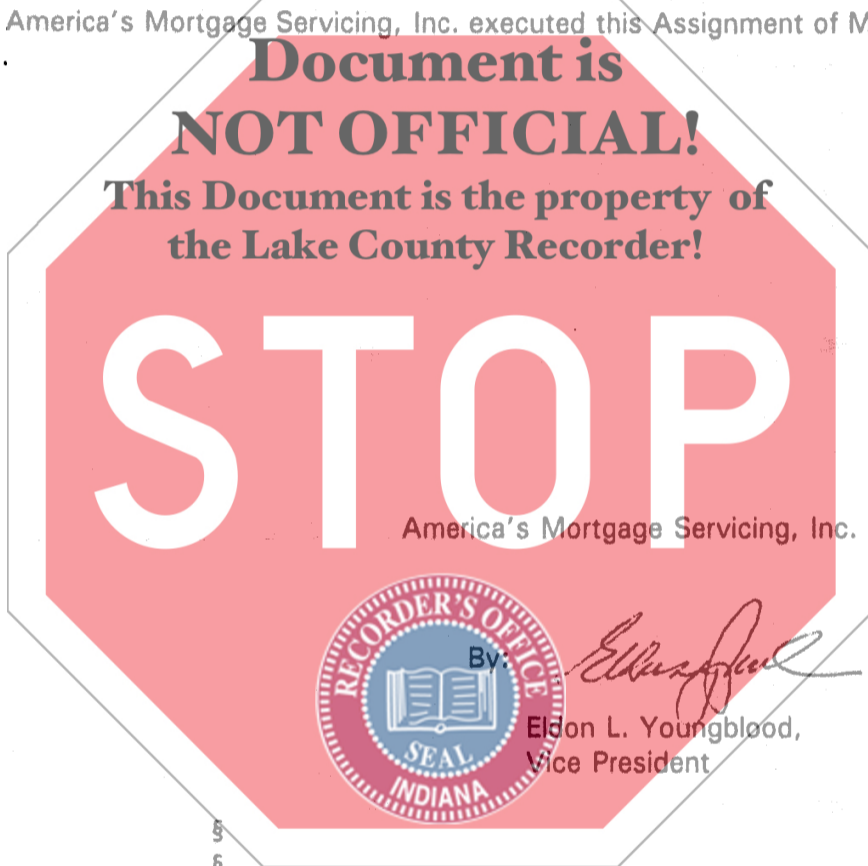 America's Mortgage Servicing, Inc. executed this Assignment of M
Document is
NOT OFFICIAL!
This Document is the property of
the Lake County Recorder!
STOP
America's Mortgage Servicing, Inc.
RECORDER'S OFFICE
By:
SEAL
INDIANA
Eldon L. Youngblood,
Vice President
§
§